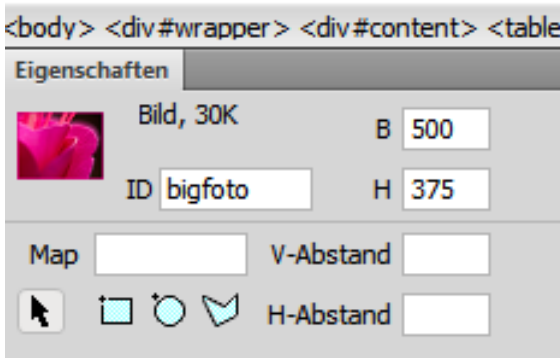 <body> <div#wrapper> <div#content> <table
Eigenschaften
Bild, 30K
B 500
ID bigfoto
H 375
Map
V-Abstand
H-Abstand